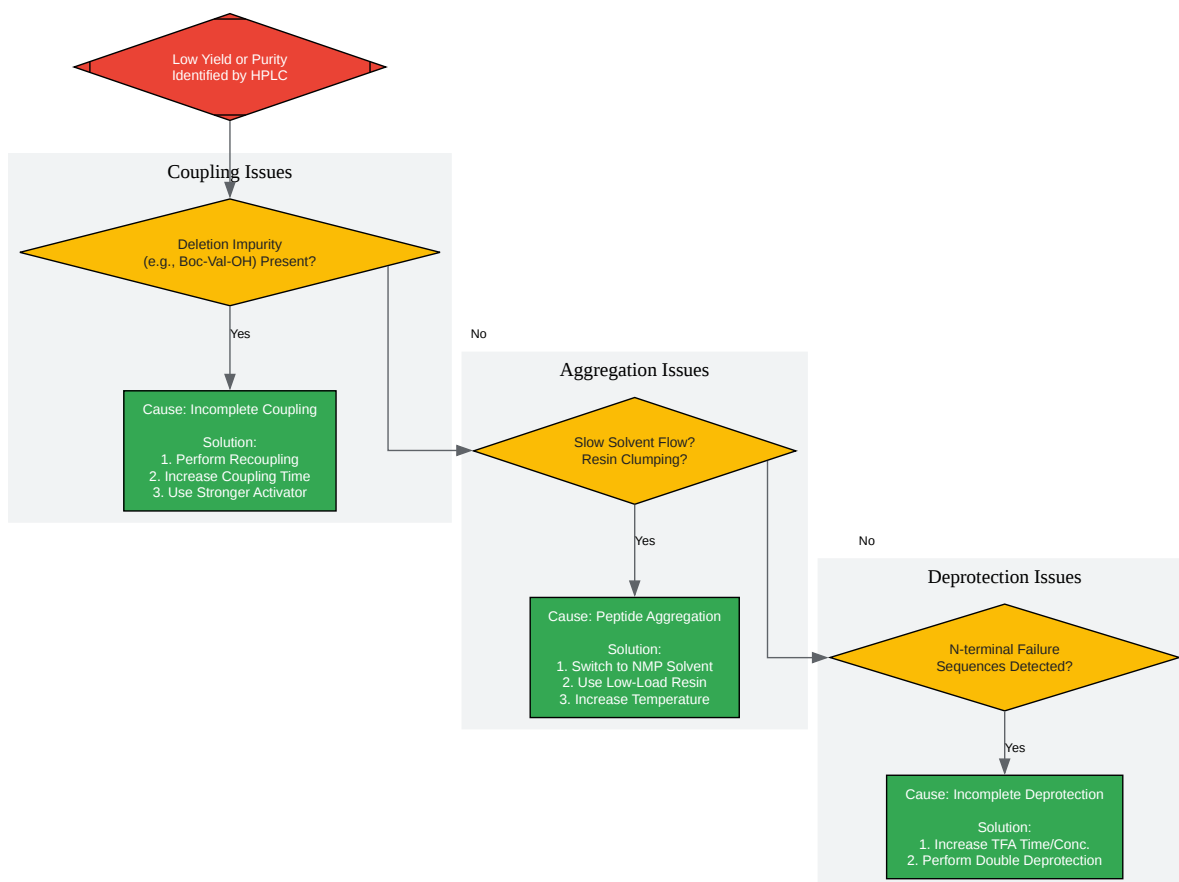 Low Yield or Purity
Identified by HPLC
Coupling Issues
Deletion Impurity
(e.g., Boc-Val-OH) Present?
Yes
No
Cause: Incomplete Coupling
Solution:
1. Perform Recoupling
2. Increase Coupling Time
3. Use Stronger Activator
Aggregation Issues
Slow Solvent Flow?
Resin Clumping?
Yes
No
Cause: Peptide Aggregation
Solution:
1. Switch to NMP Solvent
2. Use Low-Load Resin
3. Increase Temperature
Deprotection Issues
N-terminal Failure
Sequences Detected?
Yes
Cause: Incomplete Deprotection
Solution:
1. Increase TFA Time/Conc.
2. Perform Double Deprotection